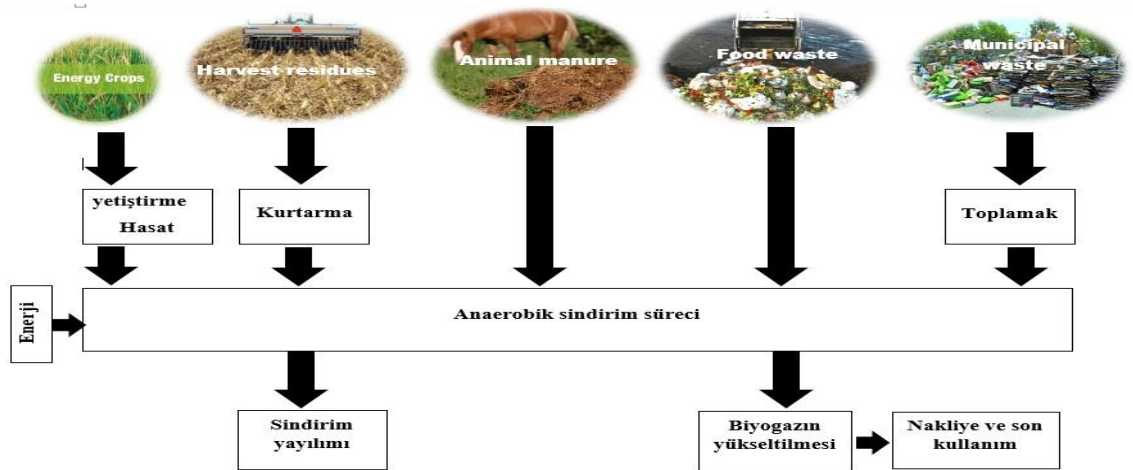 Energy Crops
Harvest residues
Animal manure
Food waste
Municipal
waste
yetiştirme
Hasat
Kurtarma
Toplamak
Enerji
Anaerobik sindirim süreci
Sindirim
yayılımı
Biyogazın
yükseltilmesi
Nakliye ve son
kullanım